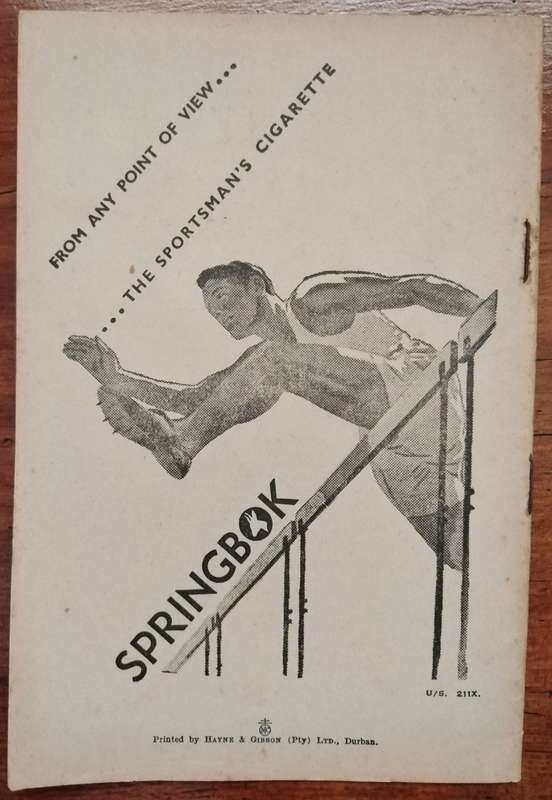 FROM ANY POINT OF VIEW...
...THE SPORTSMAN'S CIGARETTE
SPRINGBOK
U/S. 211X.
Printed by HAYNE & GIBSON (Pty) LTD., Durban.